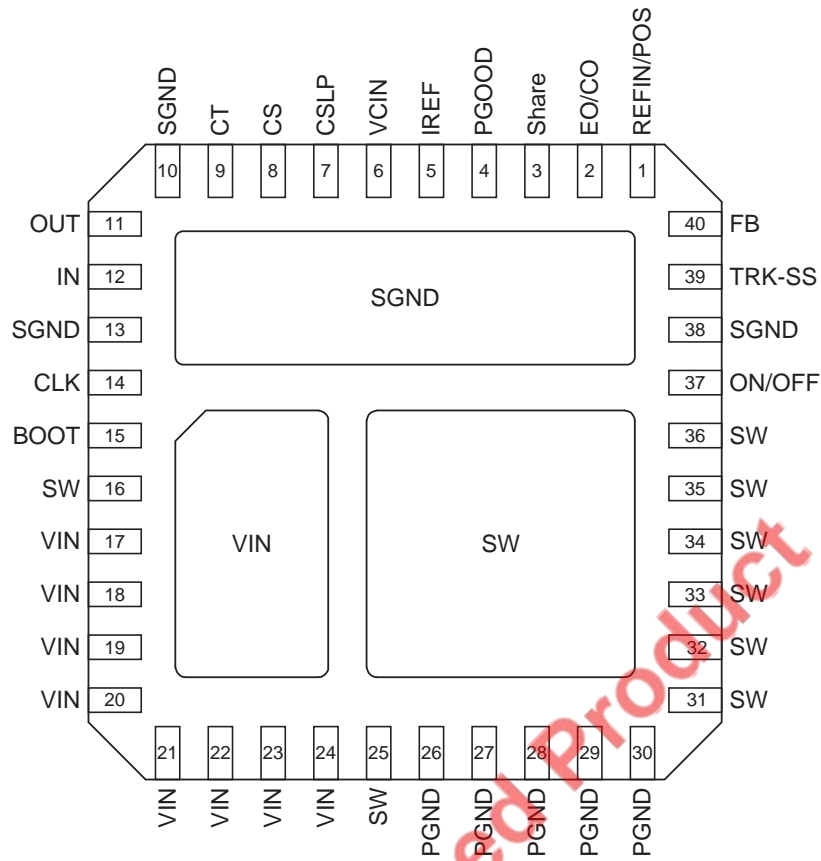 SGND CT CS CSLP VCIN IREF PGOOD Share EO/CO REFIN/POS
10 9 8 7 6 5 4 3 2 1
OUT 11 40 FB
IN 12 39 TRK-SS
SGND
SGND 13 38 SGND
CLK 14 37 ON/OFF
BOOT 15 36 SW
SW 16 35 SW
VIN 17 34 SW
VIN SW
VIN 18 33 SW
VIN 19 32 SW
VIN 20 31 SW
21 22 23 24 25 26 27 28 29 30
VIN VIN VIN VIN SW PGND PGND PGND PGND PGND
ed Product